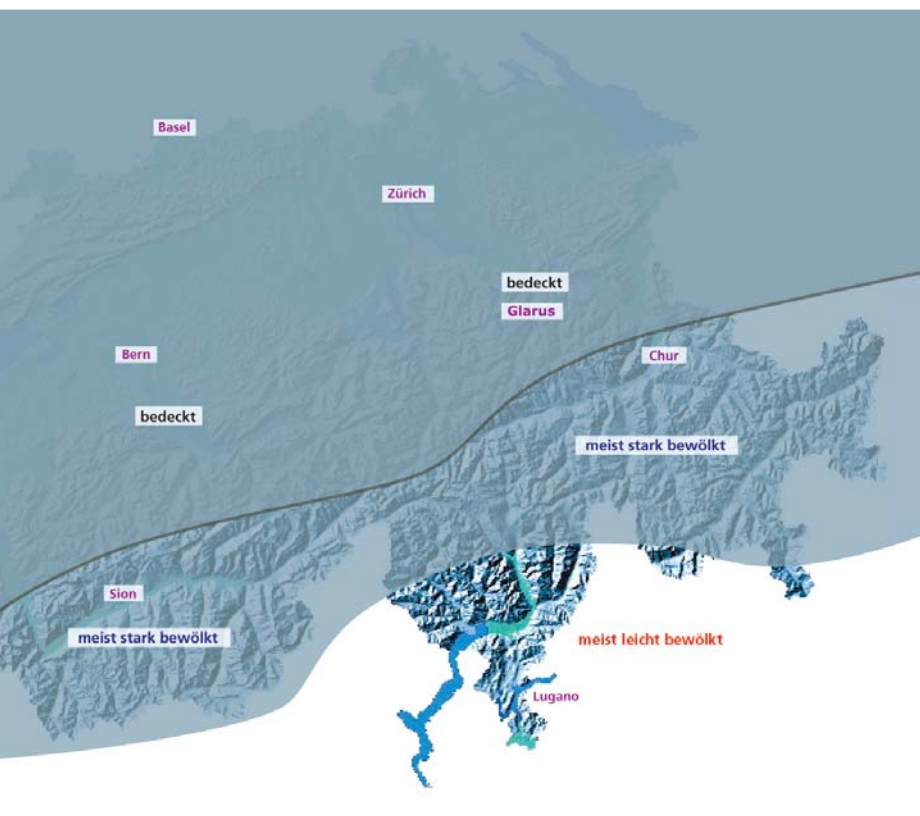 Basel
Zürich
bedeckt
Glarus
Bern
Chur
bedeckt
meist stark bewölkt
Sion
meist stark bewölkt
meist leicht bewölkt
Lugano